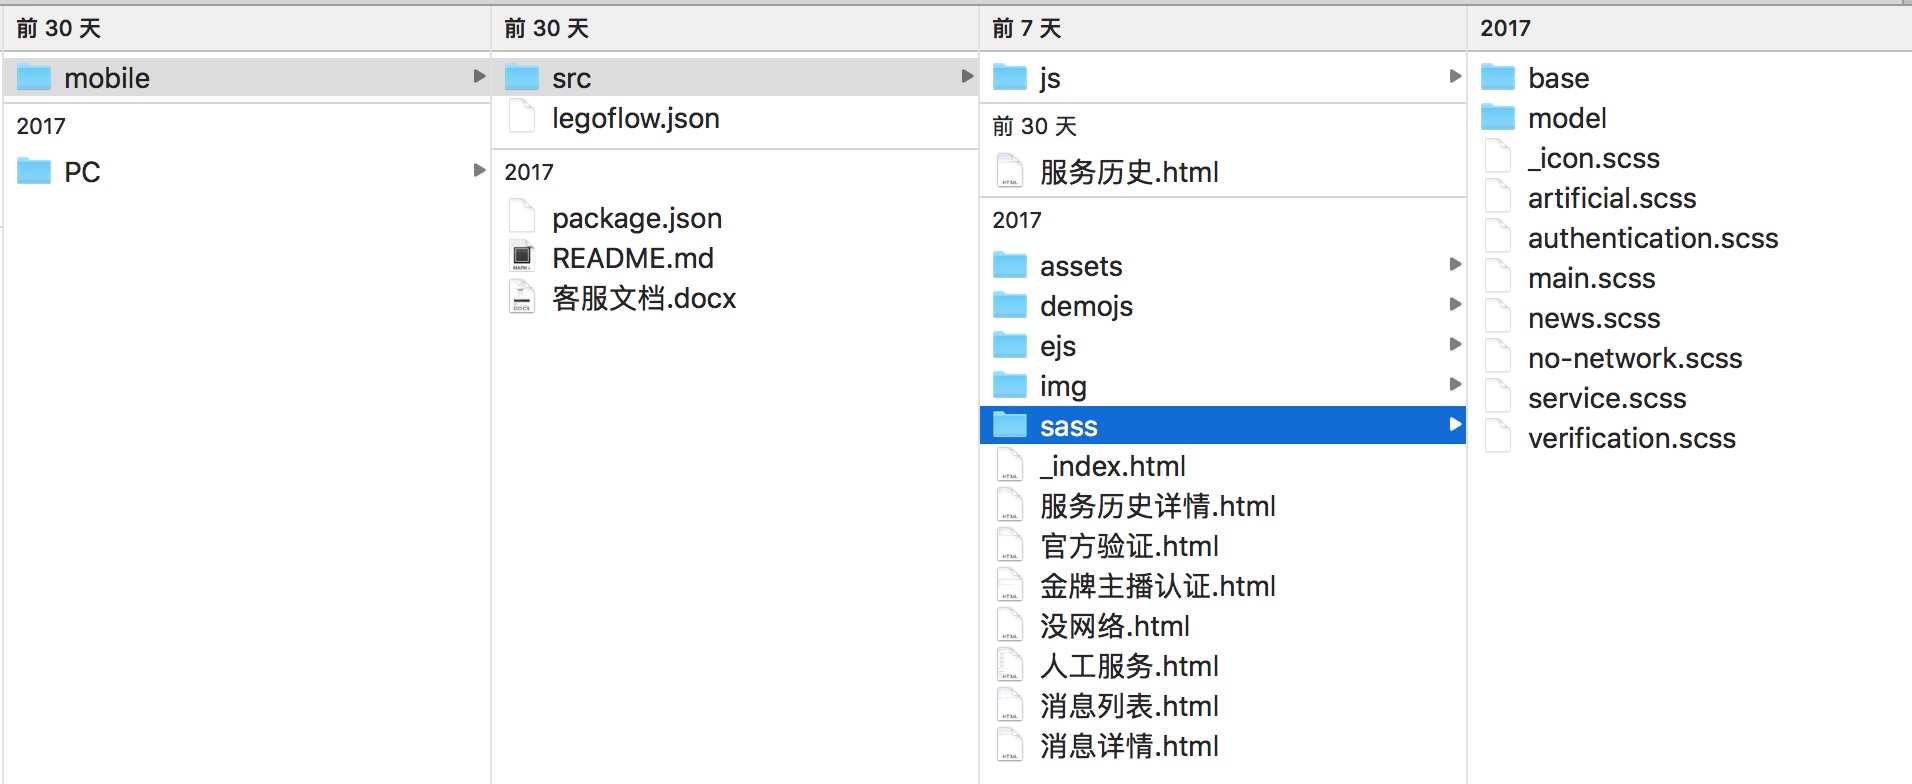 前 30 天
mobile
2017
PC
前 30 天
src
legoflow.json
2017
package.json
README.md
客服文档.docx
前 7 天
js
前 30 天
服务历史.html
2017
assets
demojs
ejs
img
sass
_index.html
服务历史详情.html
官方验证.html
金牌主播认证.html
没网络.html
人工服务.html
消息列表.html
消息详情.html
2017
base
model
_icon.scss
artificial.scss
authentication.scss
main.scss
news.scss
no-network.scss
service.scss
verification.scss